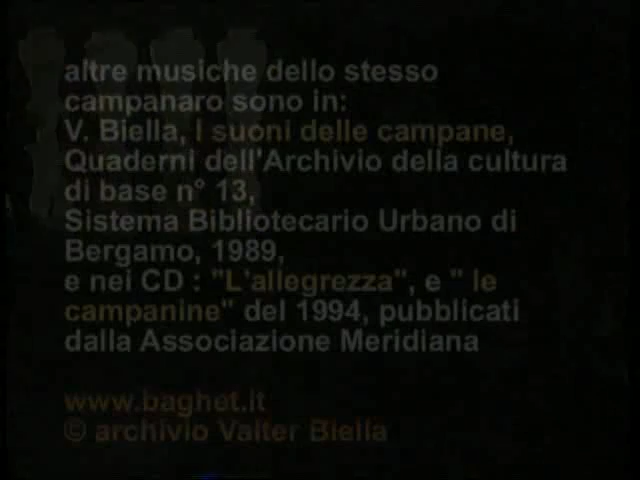 altre musiche dello stesso
campanaro sono in:
V. Biella, I suoni delle campane,
Quaderni dell'Archivio della cultura
di base n° 13,
Sistema Bibliotecario Urbano di
Bergamo, 1989,
e nei CD : "L'allegrezza", e " le
campanine" del 1994, pubblicati
dalla Associazione Meridiana
www.baghet.it
© archivio Valter Biella